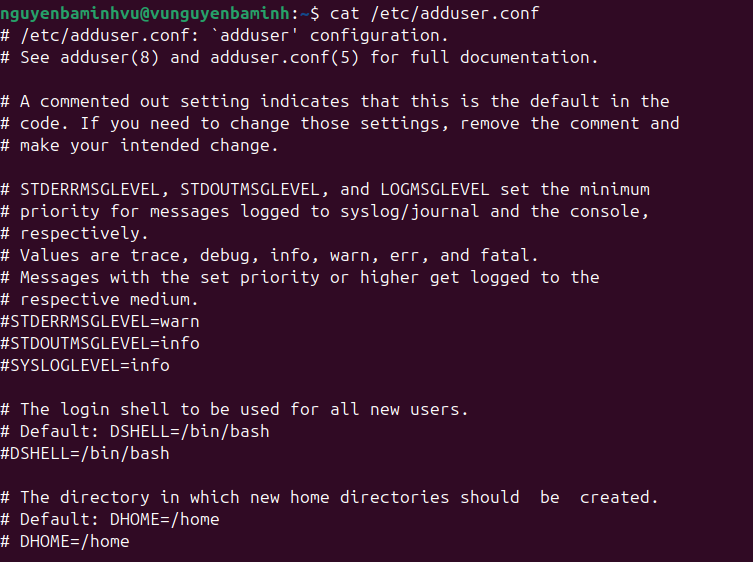 nguyenbaminhvu@vunguyenbaminh:~$ cat /etc/adduser.conf
# /etc/adduser.conf: `adduser' configuration.
# See adduser(8) and adduser.conf(5) for full documentation.

# A commented out setting indicates that this is the default in the
# code. If you need to change those settings, remove the comment and
# make your intended change.

# STDERRMSGLEVEL, STDOUTMSGLEVEL, and LOGMSGLEVEL set the minimum
# priority for messages logged to syslog/journal and the console,
# respectively.
# Values are trace, debug, info, warn, err, and fatal.
# Messages with the set priority or higher get logged to the
# respective medium.
#STDERRMSGLEVEL=warn
#STDOUTMSGLEVEL=info
#SYSLOGLEVEL=info

# The login shell to be used for all new users.
# Default: DSHELL=/bin/bash
#DSHELL=/bin/bash

# The directory in which new home directories should  be  created.
# Default: DHOME=/home
# DHOME=/home